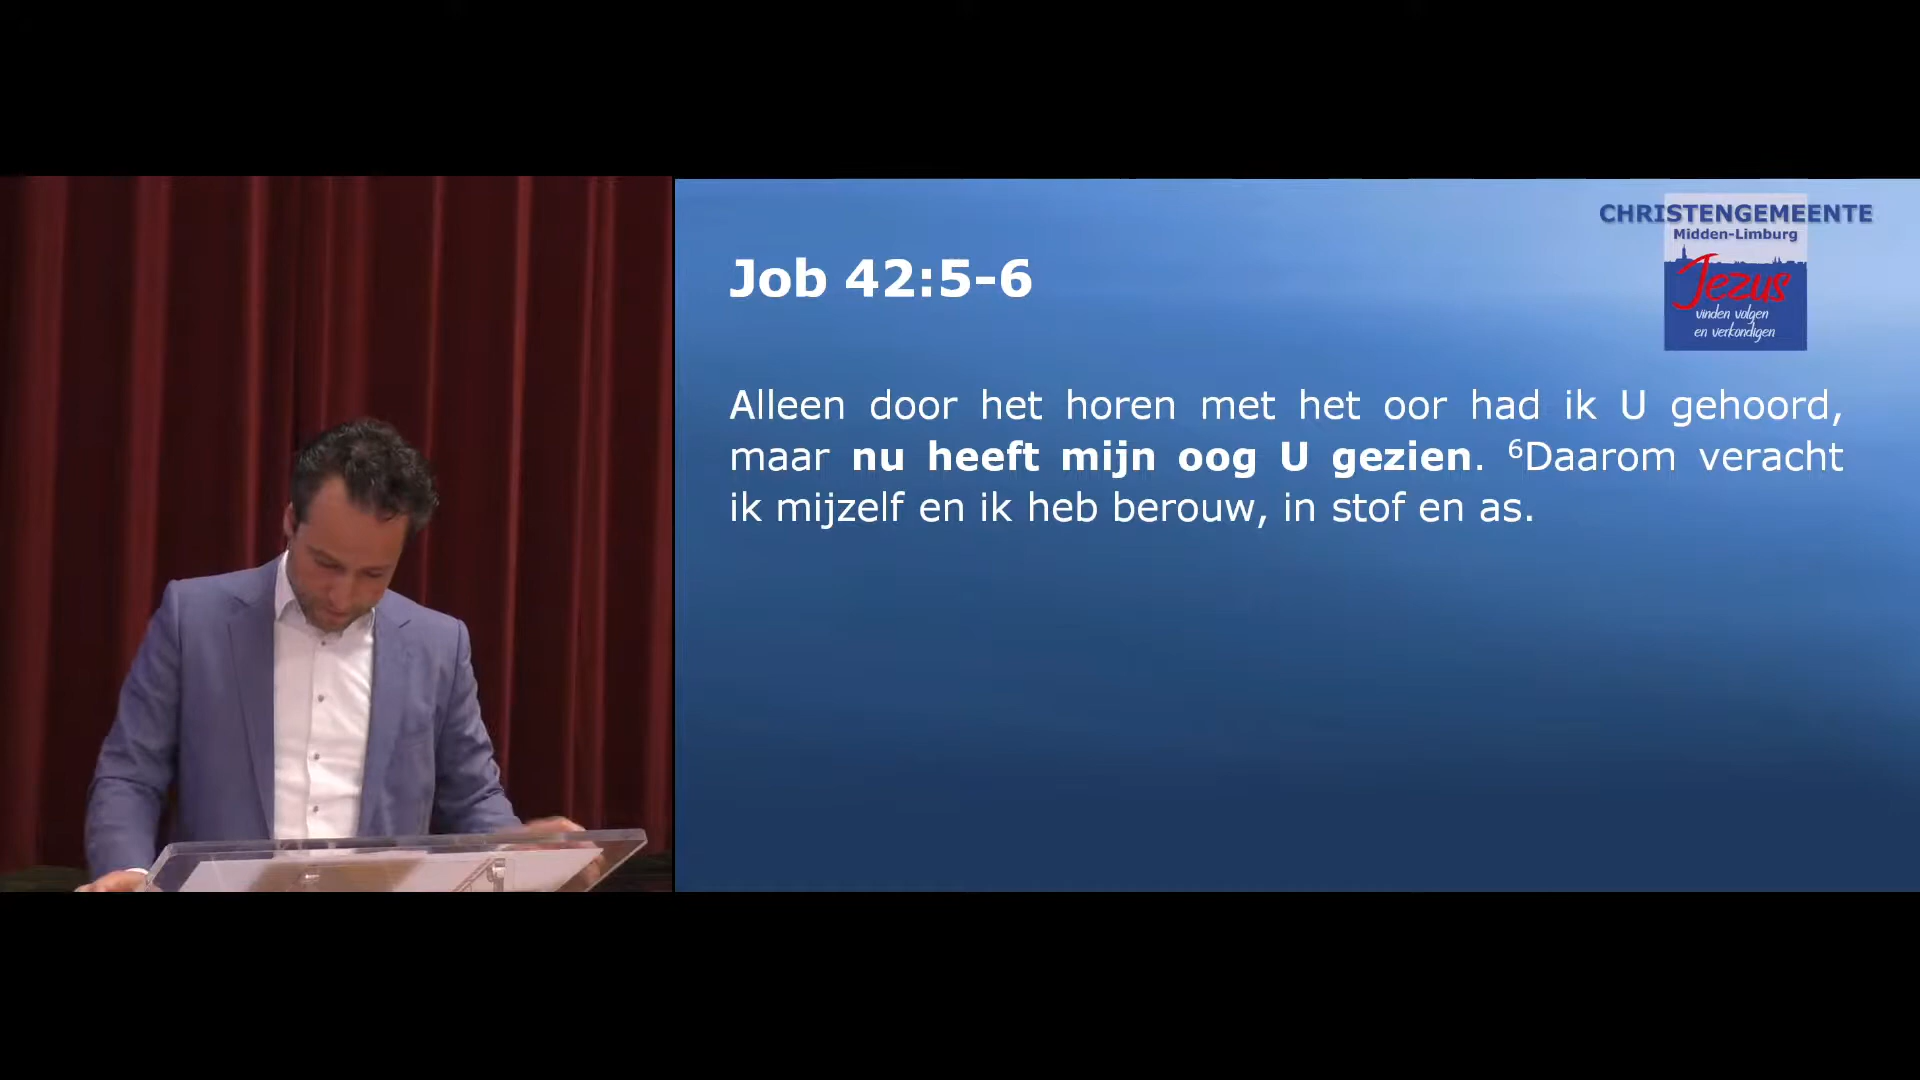 CHRISTENGEMEENTE
Midden-Limburg
Jezus
vinden volgen
en verkondigen
Job 42:5-6
Alleen door het horen met het oor had ik U gehoord,
maar nu heeft mijn oog U gezien. ⁶Daarom veracht
ik mijzelf en ik heb berouw, in stof en as.